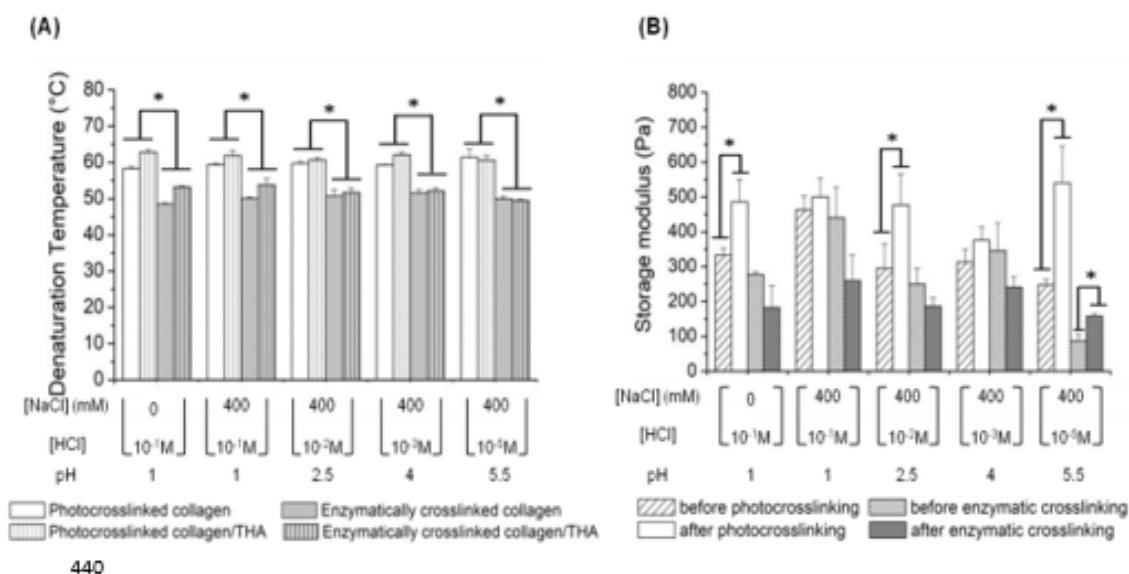 (A)
Denaturation Temperature (°C)
80
70
60
50
40
30
20
10
0
* * * * *
[NaCl] (mM) 0 400 400 400 400
[HCl] 10⁻¹M 10⁻¹M 10⁻²M 10⁻³M 10⁻⁵M
pH 1 1 2.5 4 5.5
Photocrosslinked collagen Enzymatically crosslinked collagen
Photocrosslinked collagen/THA Enzymatically crosslinked collagen/THA
(B)
Storage modulus (Pa)
800
700
600
500
400
300
200
100
0
* * * *
[NaCl] (mM) 0 400 400 400 400
[HCl] 10⁻¹M 10⁻¹M 10⁻²M 10⁻³M 10⁻⁵M
pH 1 1 2.5 4 5.5
before photocrosslinking before enzymatic crosslinking
after photocrosslinking after enzymatic crosslinking
440